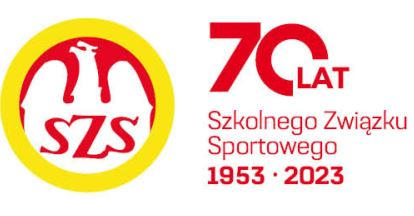 SZS
70 LAT
Szkolnego Związku
Sportowego
1953 · 2023